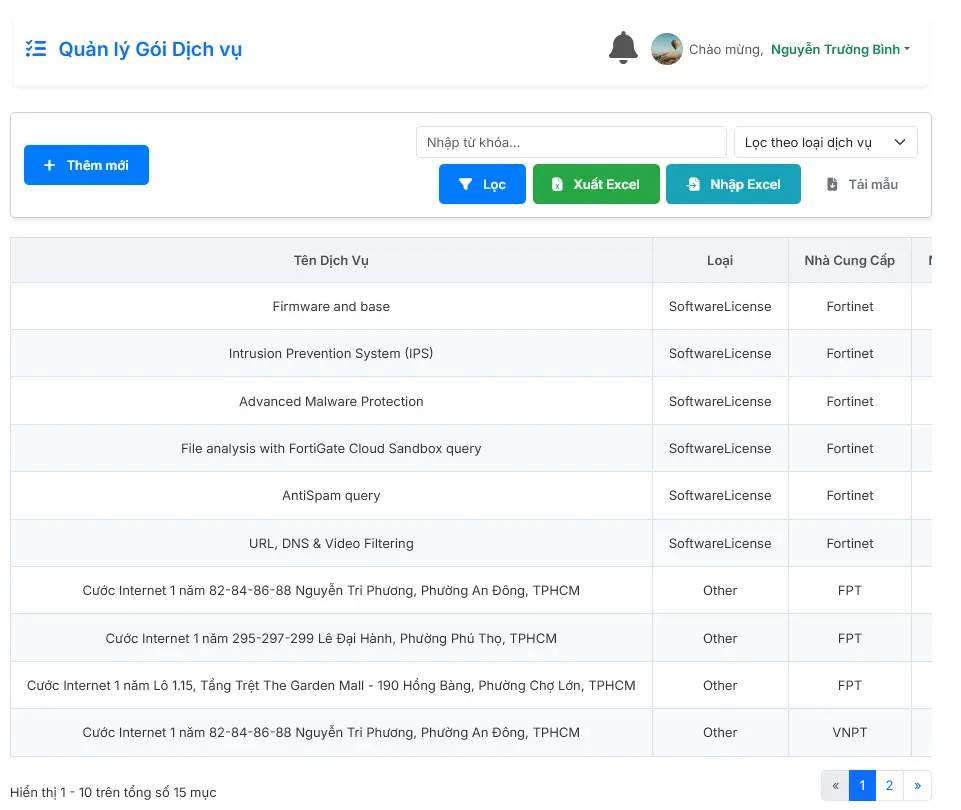 Quản lý Gói Dịch vụ
Chào mừng, Nguyễn Trường Bình
Nhập từ khóa...
Lọc theo loại dịch vụ
+ Thêm mới
Lọc
Xuất Excel
Nhập Excel
Tải mẫu
Tên Dịch Vụ Loại Nhà Cung Cấp
Firmware and base SoftwareLicense Fortinet
Intrusion Prevention System (IPS) SoftwareLicense Fortinet
Advanced Malware Protection SoftwareLicense Fortinet
File analysis with FortiGate Cloud Sandbox query SoftwareLicense Fortinet
AntiSpam query SoftwareLicense Fortinet
URL, DNS & Video Filtering SoftwareLicense Fortinet
Cước Internet 1 năm 82-84-86-88 Nguyễn Tri Phương, Phường An Đông, TPHCM Other FPT
Cước Internet 1 năm 295-297-299 Lê Đại Hành, Phường Phú Thọ, TPHCM Other FPT
Cước Internet 1 năm Lô 1.15, Tầng Trệt The Garden Mall - 190 Hồng Bàng, Phường Chợ Lớn, TPHCM Other FPT
Cước Internet 1 năm 82-84-86-88 Nguyễn Tri Phương, Phường An Đông, TPHCM Other VNPT
Hiển thị 1 - 10 trên tổng số 15 mục
« 1 2 »